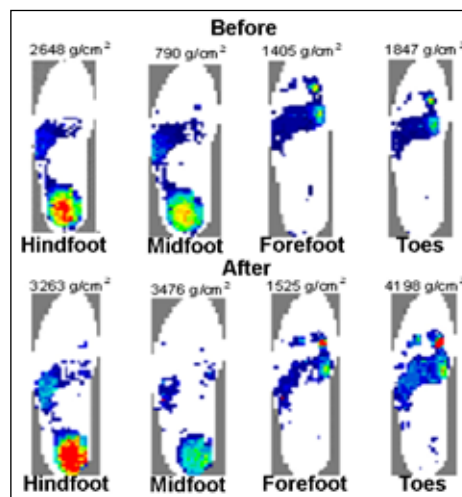 Before
2648 g/cm² 790 g/cm² 1405 g/cm² 1847 g/cm²
Hindfoot Midfoot Forefoot Toes
After
3263 g/cm² 3476 g/cm² 1525 g/cm² 4198 g/cm²
Hindfoot Midfoot Forefoot Toes